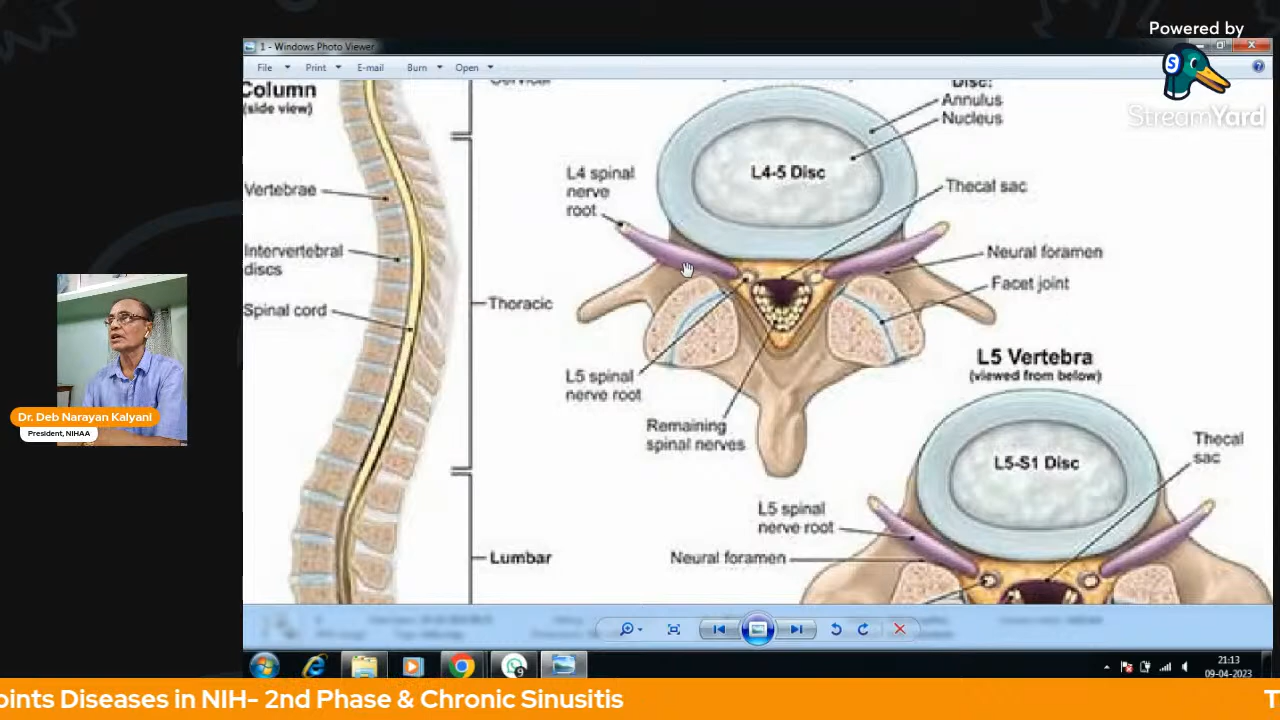 Powered by
StreamYard
1 - Windows Photo Viewer
File
Print
E-mail
Burn
Open
Column
(side view)
Cervical
Vertebrae
Intervertebral
discs
Spinal cord
Thoracic
Lumbar
Disc:
Annulus
Nucleus
L4-5 Disc
L4 spinal
nerve
root
Thecal sac
Neural foramen
Facet joint
L5 spinal
nerve root
Remaining
spinal nerves
L5 Vertebra
(viewed from below)
L5-S1 Disc
Thecal
sac
L5 spinal
nerve root
Neural foramen
Dr. Deb Narayan Kalyani
President, NIHAA
9
21:13
09-04-2023
oints Diseases in NIH- 2nd Phase & Chronic Sinusitis
T